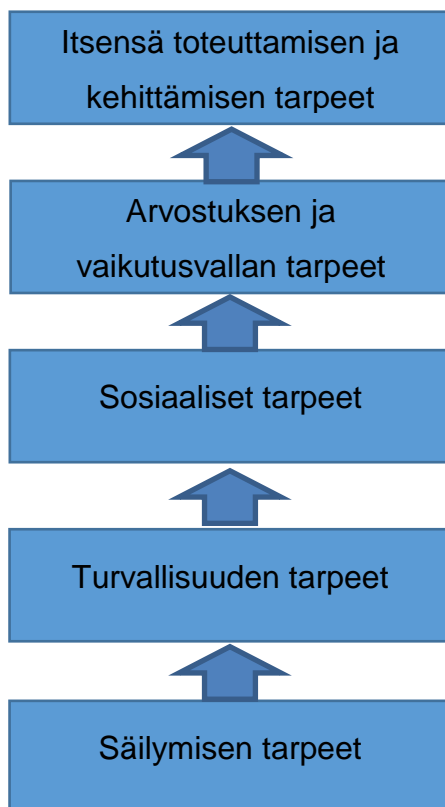 Itsensä toteuttamisen ja
kehittämisen tarpeet
Arvostuksen ja
vaikutusvallan tarpeet
Sosiaaliset tarpeet
Turvallisuuden tarpeet
Säilymisen tarpeet